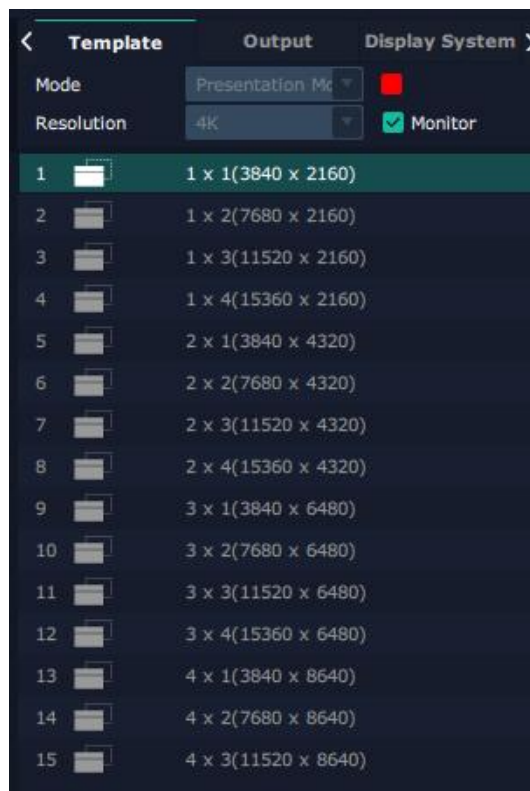 Template Output Display System
Mode Presentation Mo
Resolution 4K Monitor
1 1 x 1(3840 x 2160)
2 1 x 2(7680 x 2160)
3 1 x 3(11520 x 2160)
4 1 x 4(15360 x 2160)
5 2 x 1(3840 x 4320)
6 2 x 2(7680 x 4320)
7 2 x 3(11520 x 4320)
8 2 x 4(15360 x 4320)
9 3 x 1(3840 x 6480)
10 3 x 2(7680 x 6480)
11 3 x 3(11520 x 6480)
12 3 x 4(15360 x 6480)
13 4 x 1(3840 x 8640)
14 4 x 2(7680 x 8640)
15 4 x 3(11520 x 8640)